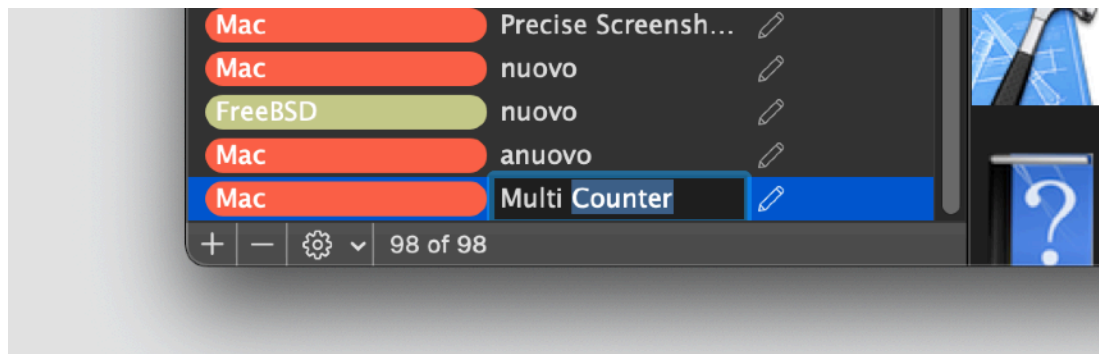 Mac Precise Screensh...
Mac nuovo
FreeBSD nuovo
Mac anuovo
Mac Multi Counter
98 of 98
?